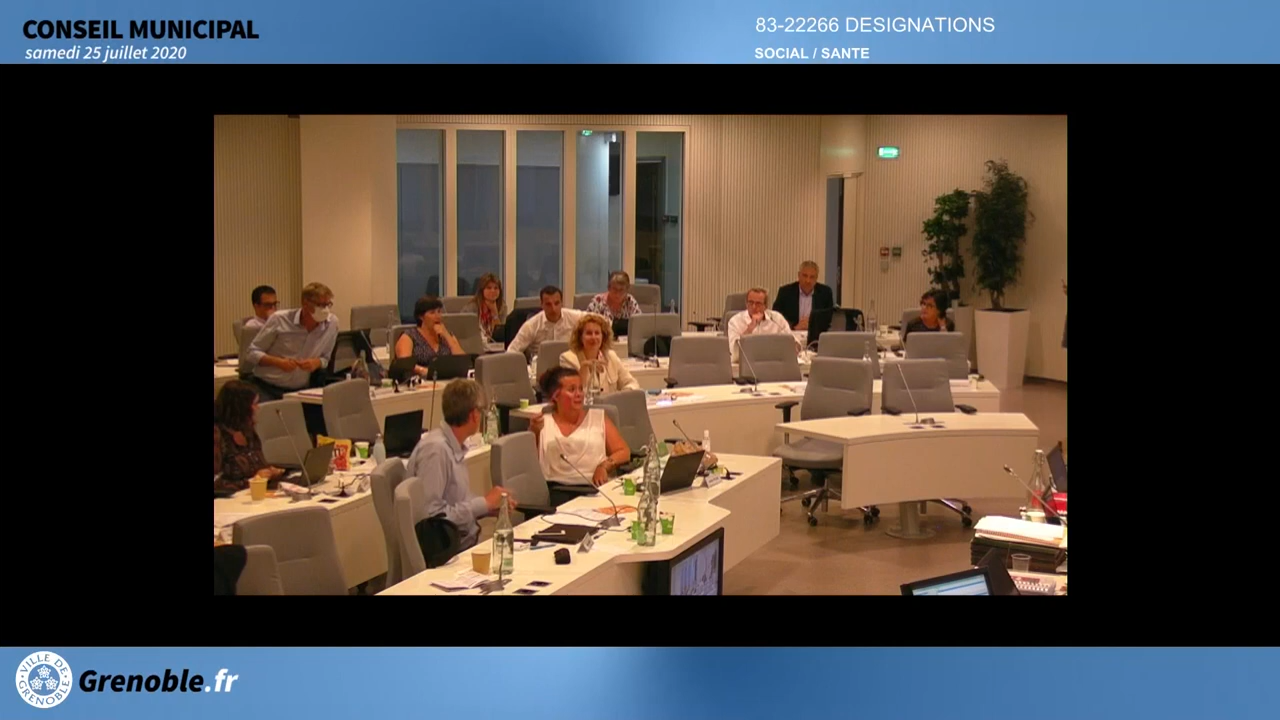 CONSEIL MUNICIPAL
samedi 25 juillet 2020
83-22266 DESIGNATIONS
SOCIAL / SANTE
VILLE DE GRENOBLE
Grenoble.fr